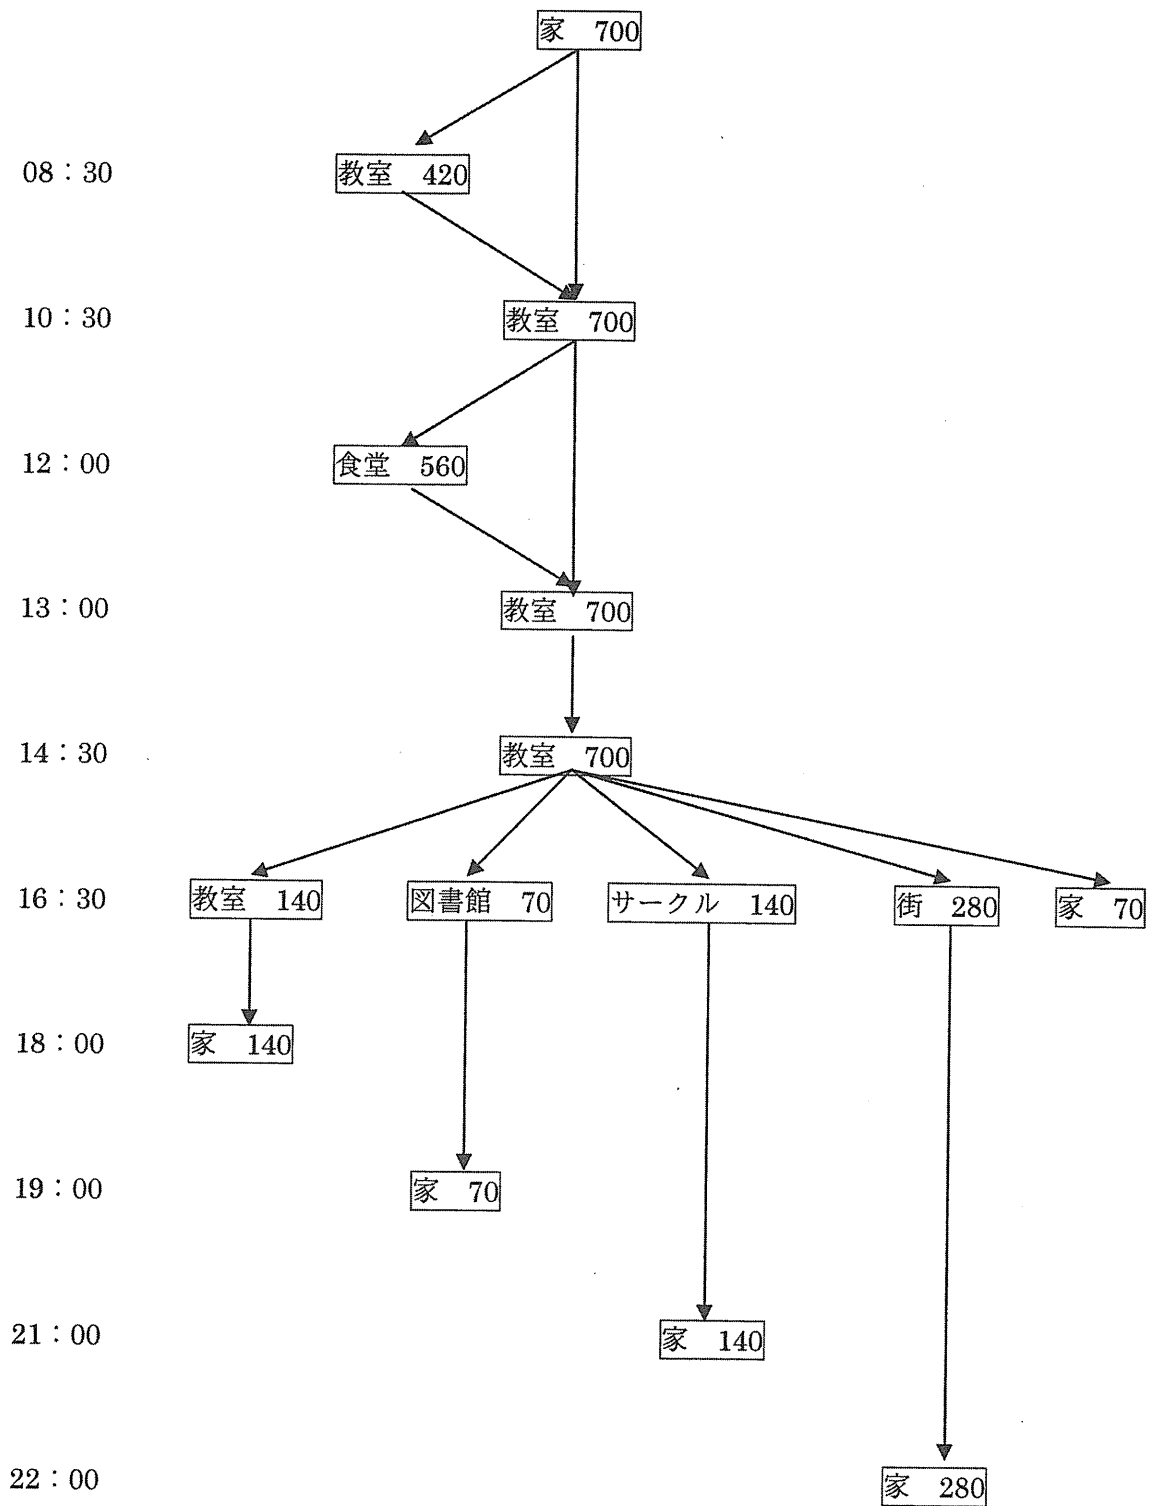 家 700
08：30 教室 420
10：30 教室 700
12：00 食堂 560
13：00 教室 700
14：30 教室 700
16：30 教室 140 図書館 70 サークル 140 街 280 家 70
18：00 家 140
19：00 家 70
21：00 家 140
22：00 家 280